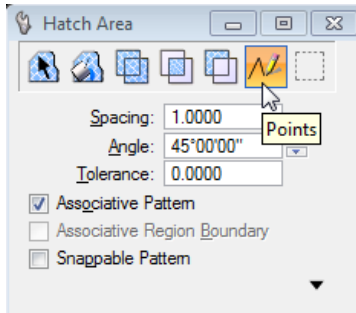 Hatch Area
Points
Spacing: 1.0000
Angle: 45°00'00"
Tolerance: 0.0000
Associative Pattern
Associative Region Boundary
Snappable Pattern